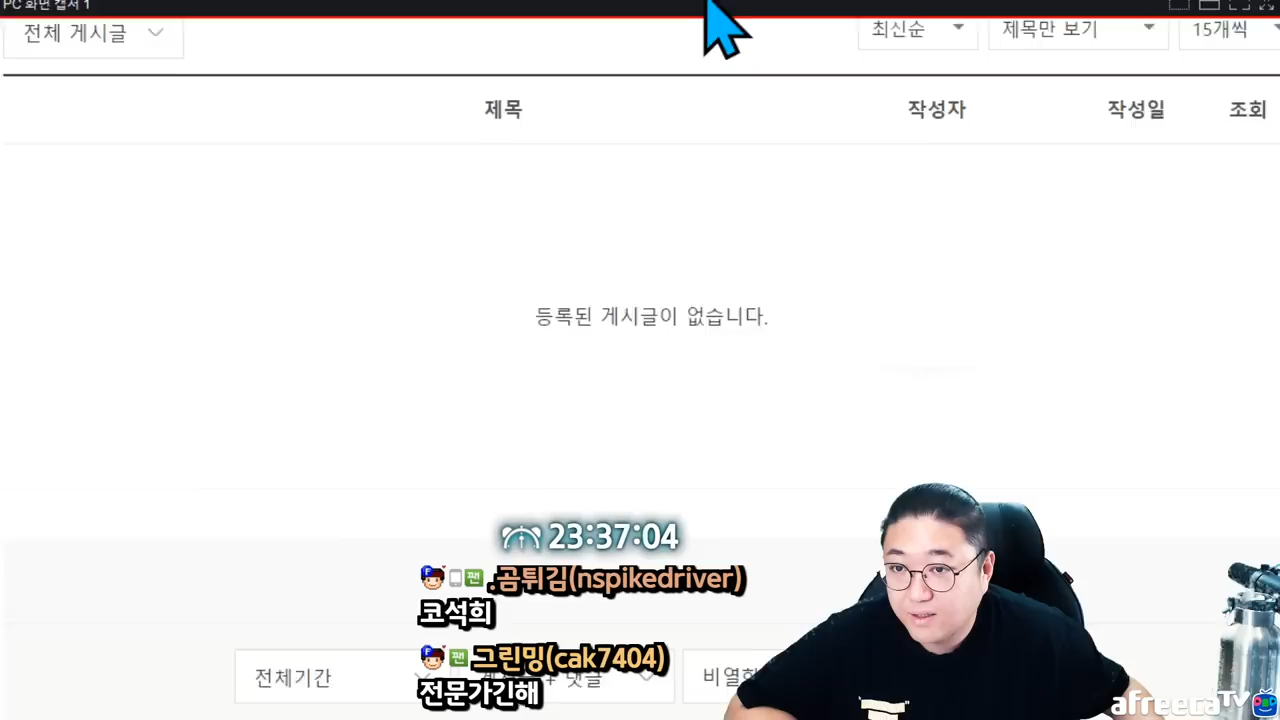 PC 화면 캡처 1
전체 게시글
최신순
제목만 보기
15개씩
제목
작성자
작성일
조회
등록된 게시글이 없습니다.
23:37:04
.곰튀김(nspikedriver)
코석희
그린밍(cak7404)
전문가긴해
전체기간
+ 댓글
afreecaTV